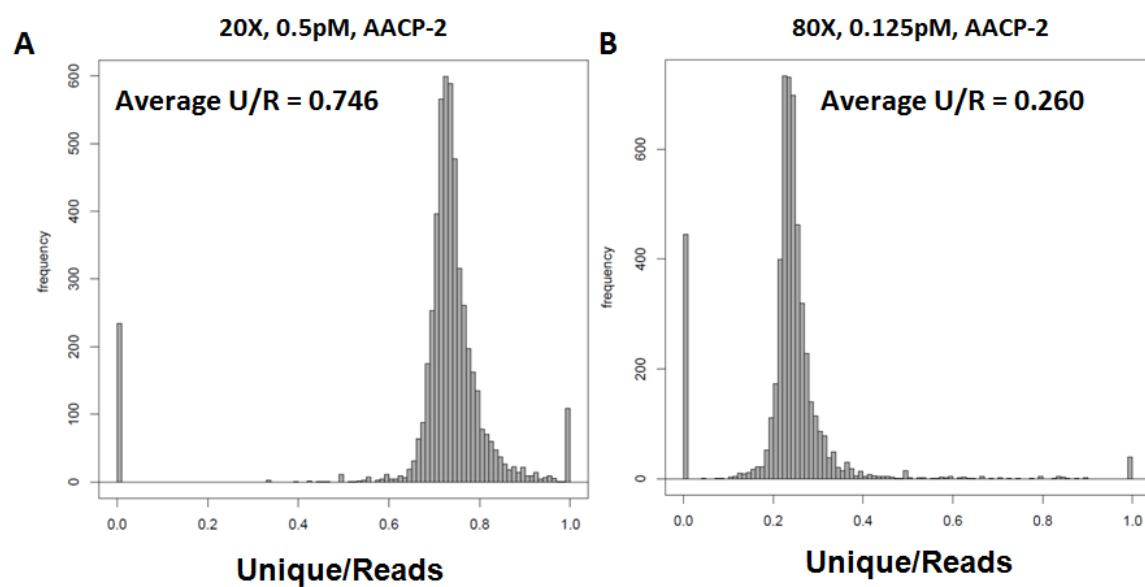 A
20X, 0.5pM, AACP-2
Average U/R = 0.746
frequency
600
500
400
300
200
100
0
0.0 0.2 0.4 0.6 0.8 1.0
Unique/Reads
B
80X, 0.125pM, AACP-2
Average U/R = 0.260
frequency
600
400
200
0
0.0 0.2 0.4 0.6 0.8 1.0
Unique/Reads